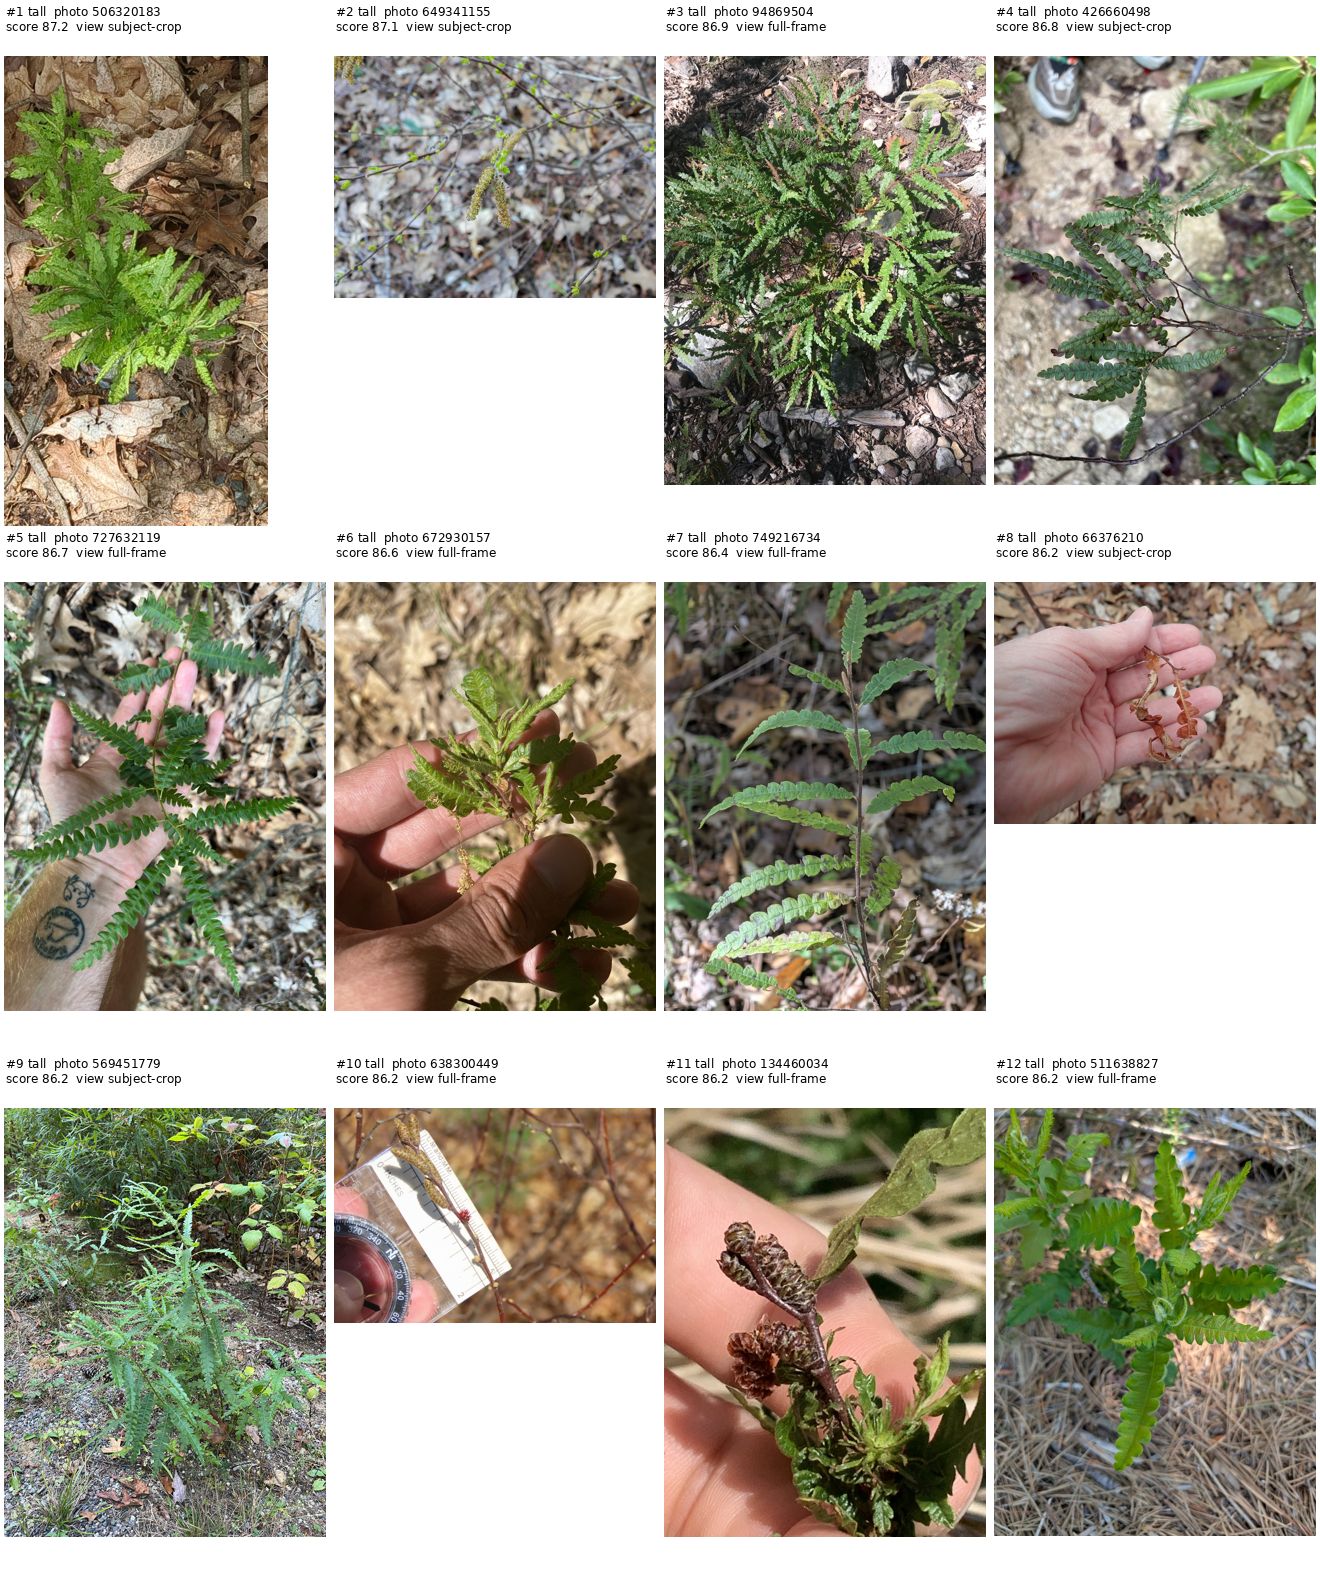 #1 tall photo 506320183
score 87.2 view subject-crop
#2 tall photo 649341155
score 87.1 view subject-crop
#3 tall photo 94869504
score 86.9 view full-frame
#4 tall photo 426660498
score 86.8 view subject-crop
#5 tall photo 727632119
score 86.7 view full-frame
#6 tall photo 672930157
score 86.6 view full-frame
#7 tall photo 749216734
score 86.4 view full-frame
#8 tall photo 66376210
score 86.2 view subject-crop
#9 tall photo 569451779
score 86.2 view subject-crop
#10 tall photo 638300449
score 86.2 view full-frame
#11 tall photo 134460034
score 86.2 view full-frame
#12 tall photo 511638827
score 86.2 view full-frame
INCHES
320
340
N
20
40
60